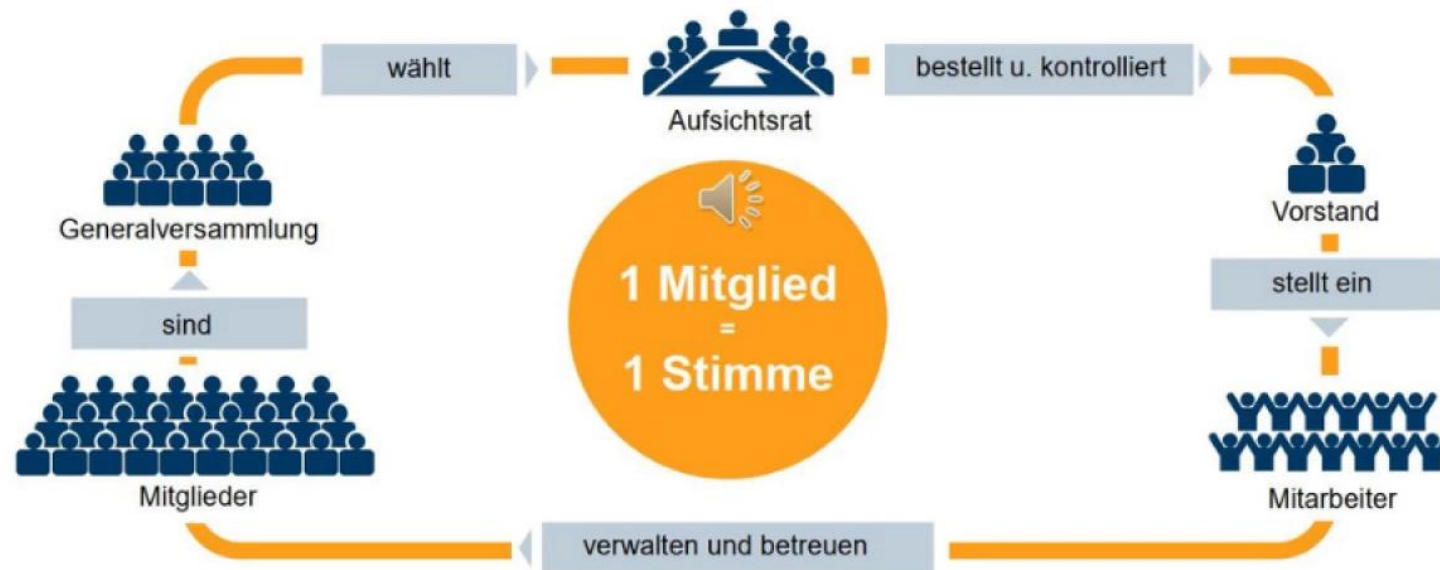 wählt
Aufsichtsrat
bestellt u. kontrolliert
Generalversammlung
Vorstand
sind
1 Mitglied
=
1 Stimme
stellt ein
Mitglieder
Mitarbeiter
verwalten und betreuen